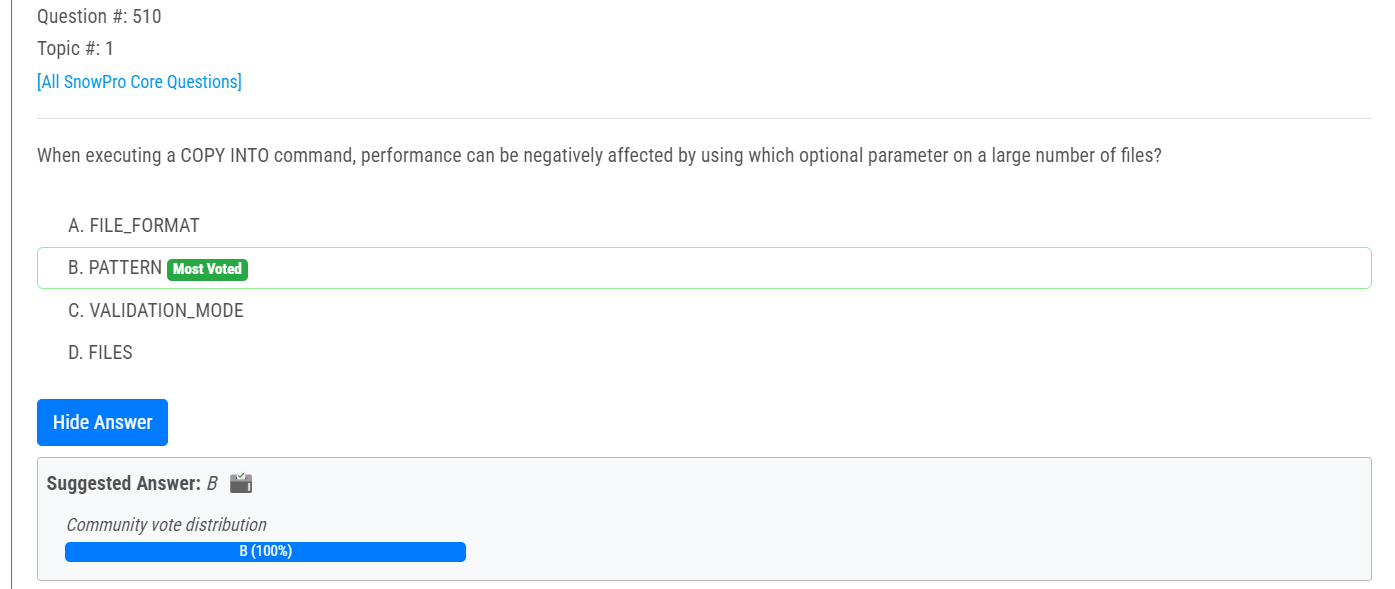 Question #: 510
Topic #: 1
[All SnowPro Core Questions]
When executing a COPY INTO command, performance can be negatively affected by using which optional parameter on a large number of files?
A. FILE_FORMAT
B. PATTERN Most Voted
C. VALIDATION_MODE
D. FILES
Hide Answer
Suggested Answer: B
Community vote distribution
B (100%)